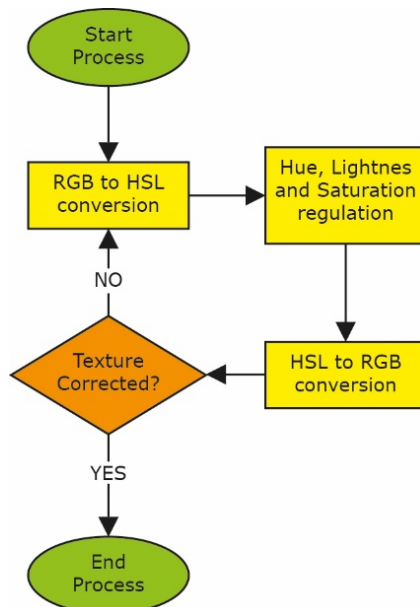 Start
Process
RGB to HSL
conversion
Hue, Lightnes
and Saturation
regulation
NO
Texture
Corrected?
HSL to RGB
conversion
YES
End
Process